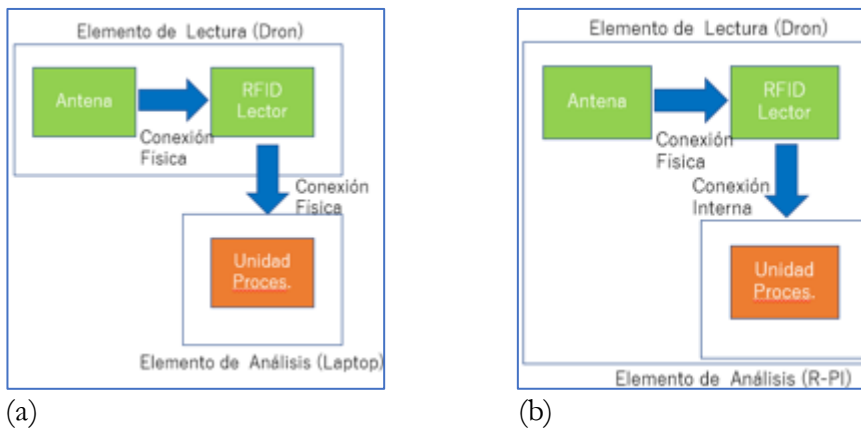 Elemento de Lectura (Dron)
Antena
RFID
Lector
Conexión
Física
Conexión
Física
Unidad
Proces.
Elemento de Análisis (Laptop)
(a)
Elemento de Lectura (Dron)
Antena
RFID
Lector
Conexión
Física
Conexión
Interna
Unidad
Proces.
Elemento de Análisis (R-PI)
(b)